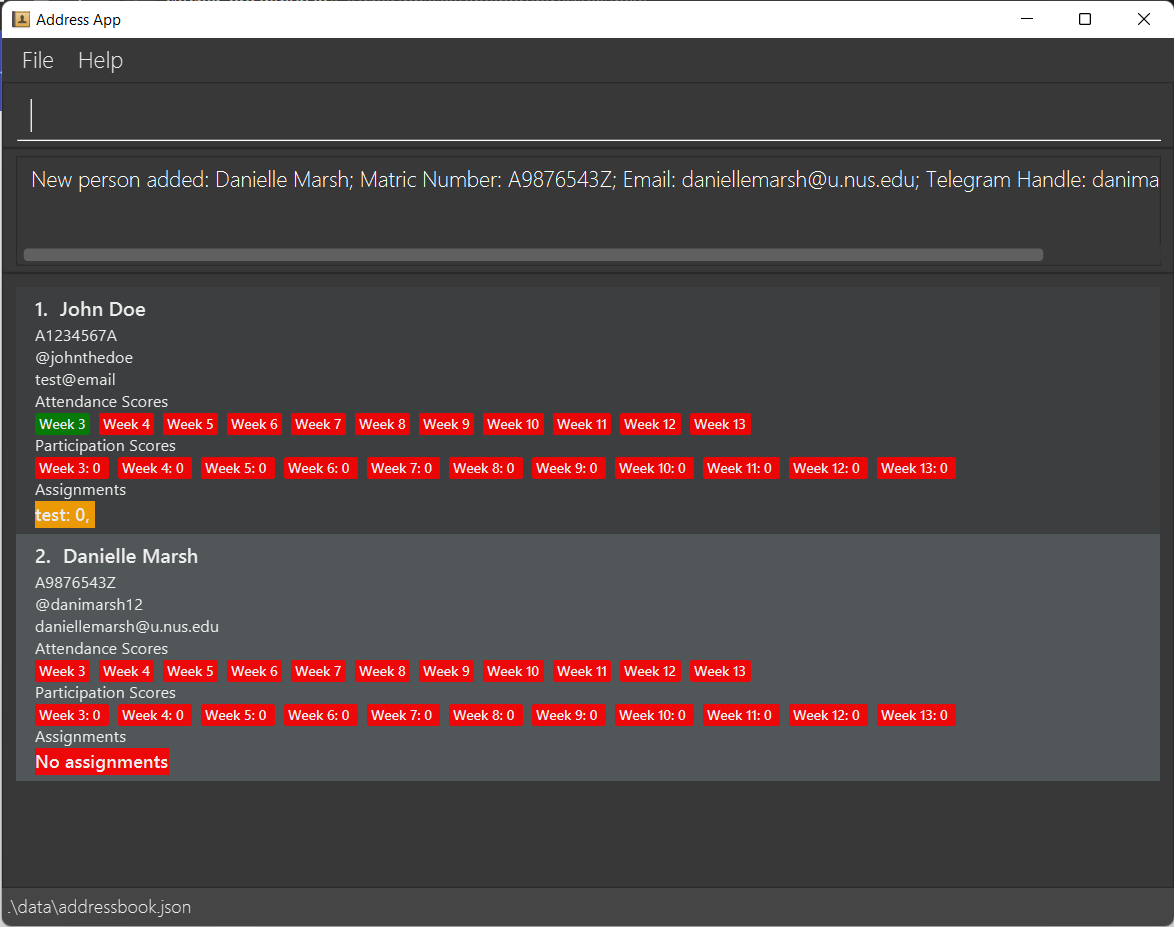 Address App
File Help
New person added: Danielle Marsh; Matric Number: A9876543Z; Email: daniellemarsh@u.nus.edu; Telegram Handle: danima
1. John Doe
A1234567A
@johnthedoe
test@email
Attendance Scores
Week 3 Week 4 Week 5 Week 6 Week 7 Week 8 Week 9 Week 10 Week 11 Week 12 Week 13
Participation Scores
Week 3: 0 Week 4: 0 Week 5: 0 Week 6: 0 Week 7: 0 Week 8: 0 Week 9: 0 Week 10: 0 Week 11: 0 Week 12: 0 Week 13: 0
Assignments
test: 0,
2. Danielle Marsh
A9876543Z
@danimarsh12
daniellemarsh@u.nus.edu
Attendance Scores
Week 3 Week 4 Week 5 Week 6 Week 7 Week 8 Week 9 Week 10 Week 11 Week 12 Week 13
Participation Scores
Week 3: 0 Week 4: 0 Week 5: 0 Week 6: 0 Week 7: 0 Week 8: 0 Week 9: 0 Week 10: 0 Week 11: 0 Week 12: 0 Week 13: 0
Assignments
No assignments
.\data\addressbook.json